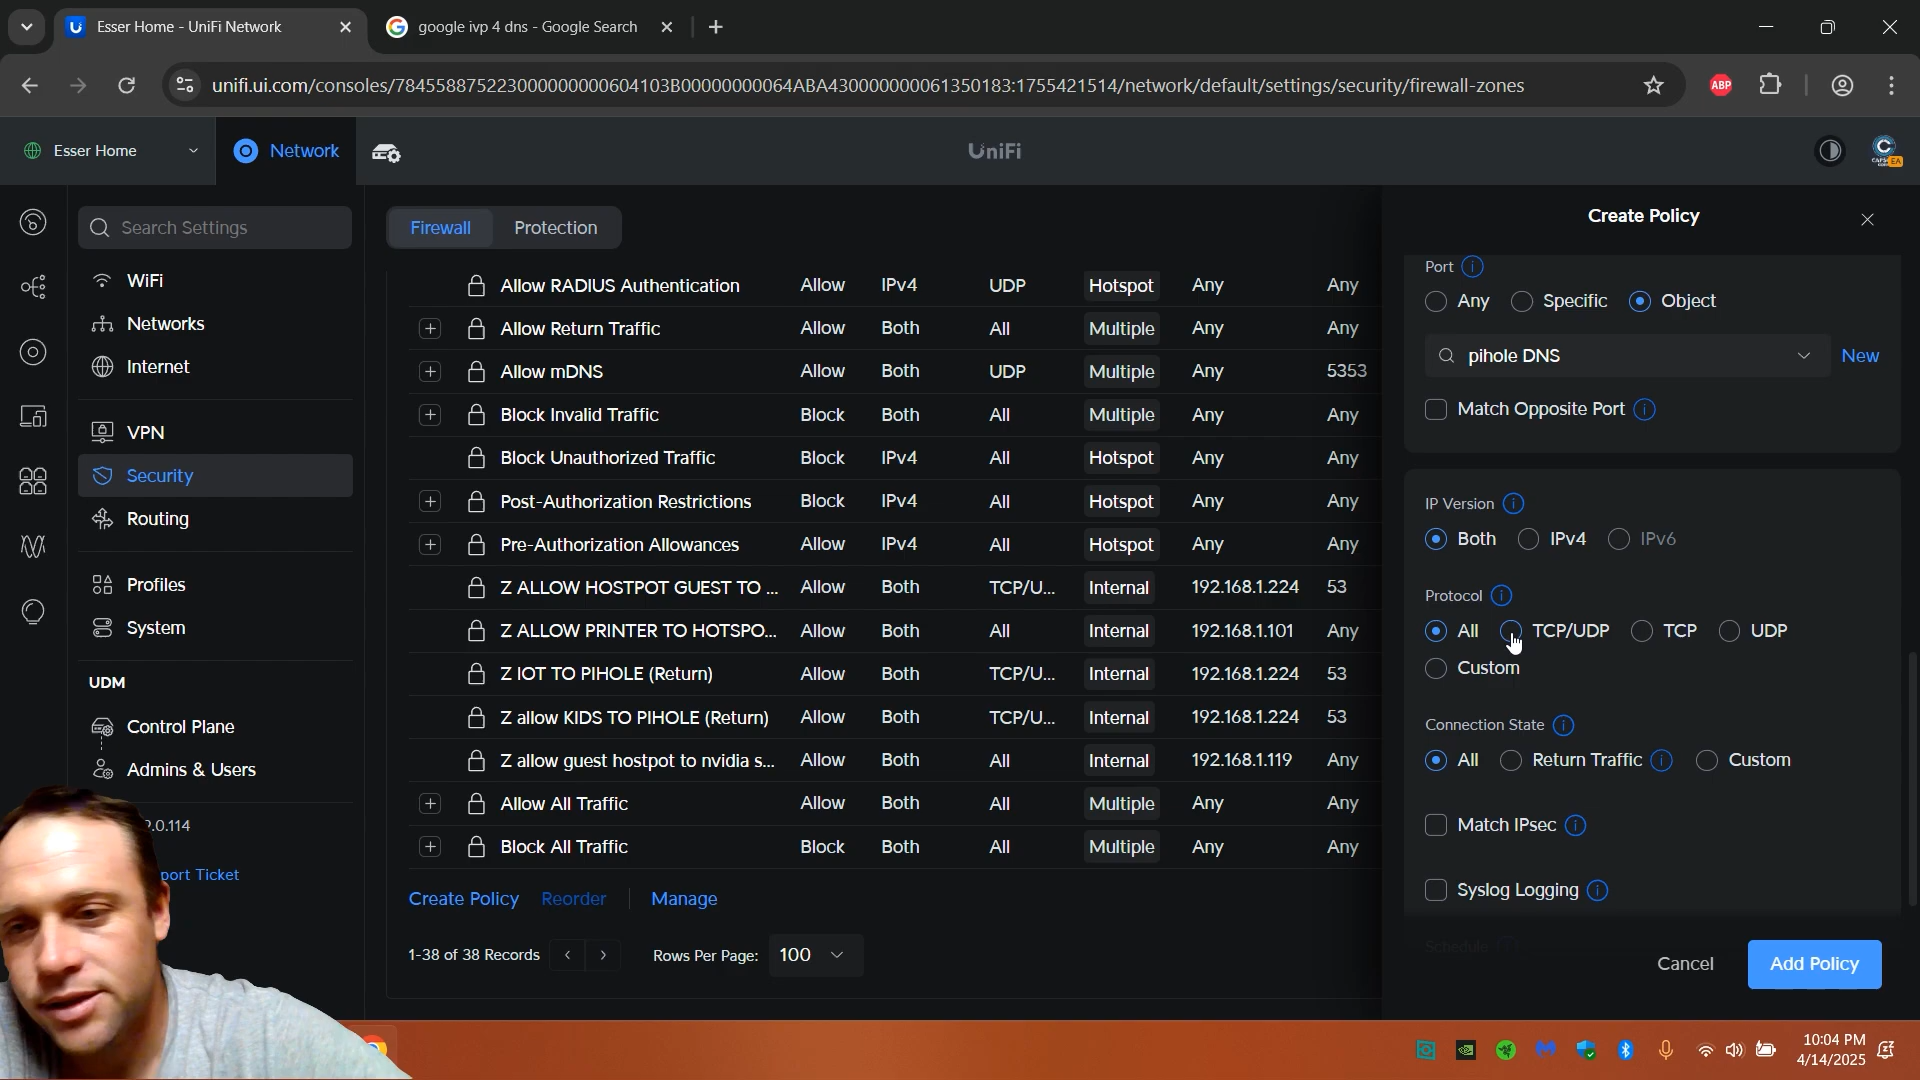 Esser Home - UniFi Network
google ivp 4 dns - Google Search
unifi.ui.com/consoles/7845588752230000000000604103B00000000064ABA430000000061350183:1755421514/network/default/settings/security/firewall-zones
ABP
Esser Home
Network
UniFi
EA
Search Settings
WiFi
Networks
Internet
VPN
Security
Routing
Profiles
System
UDM
Control Plane
Admins & Users
2.0.114
port Ticket
Firewall Protection
Allow RADIUS Authentication Allow IPv4 UDP Hotspot Any Any
Allow Return Traffic Allow Both All Multiple Any Any
Allow mDNS Allow Both UDP Multiple Any 5353
Block Invalid Traffic Block Both All Multiple Any Any
Block Unauthorized Traffic Block IPv4 All Hotspot Any Any
Post-Authorization Restrictions Block IPv4 All Hotspot Any Any
Pre-Authorization Allowances Allow IPv4 All Hotspot Any Any
Z ALLOW HOSTPOT GUEST TO ... Allow Both TCP/U... Internal 192.168.1.224 53
Z ALLOW PRINTER TO HOTSPO... Allow Both All Internal 192.168.1.101 Any
Z IOT TO PIHOLE (Return) Allow Both TCP/U... Internal 192.168.1.224 53
Z allow KIDS TO PIHOLE (Return) Allow Both TCP/U... Internal 192.168.1.224 53
Z allow guest hostpot to nvidia s... Allow Both All Internal 192.168.1.119 Any
Allow All Traffic Allow Both All Multiple Any Any
Block All Traffic Block Both All Multiple Any Any
Create Policy Reorder Manage
1-38 of 38 Records Rows Per Page: 100
Create Policy
Port
Any Specific Object
pihole DNS New
Match Opposite Port
IP Version
Both IPv4 IPv6
Protocol
All TCP/UDP TCP UDP
Custom
Connection State
All Return Traffic Custom
Match IPsec
Syslog Logging
Schedule
Cancel Add Policy
10:04 PM
4/14/2025